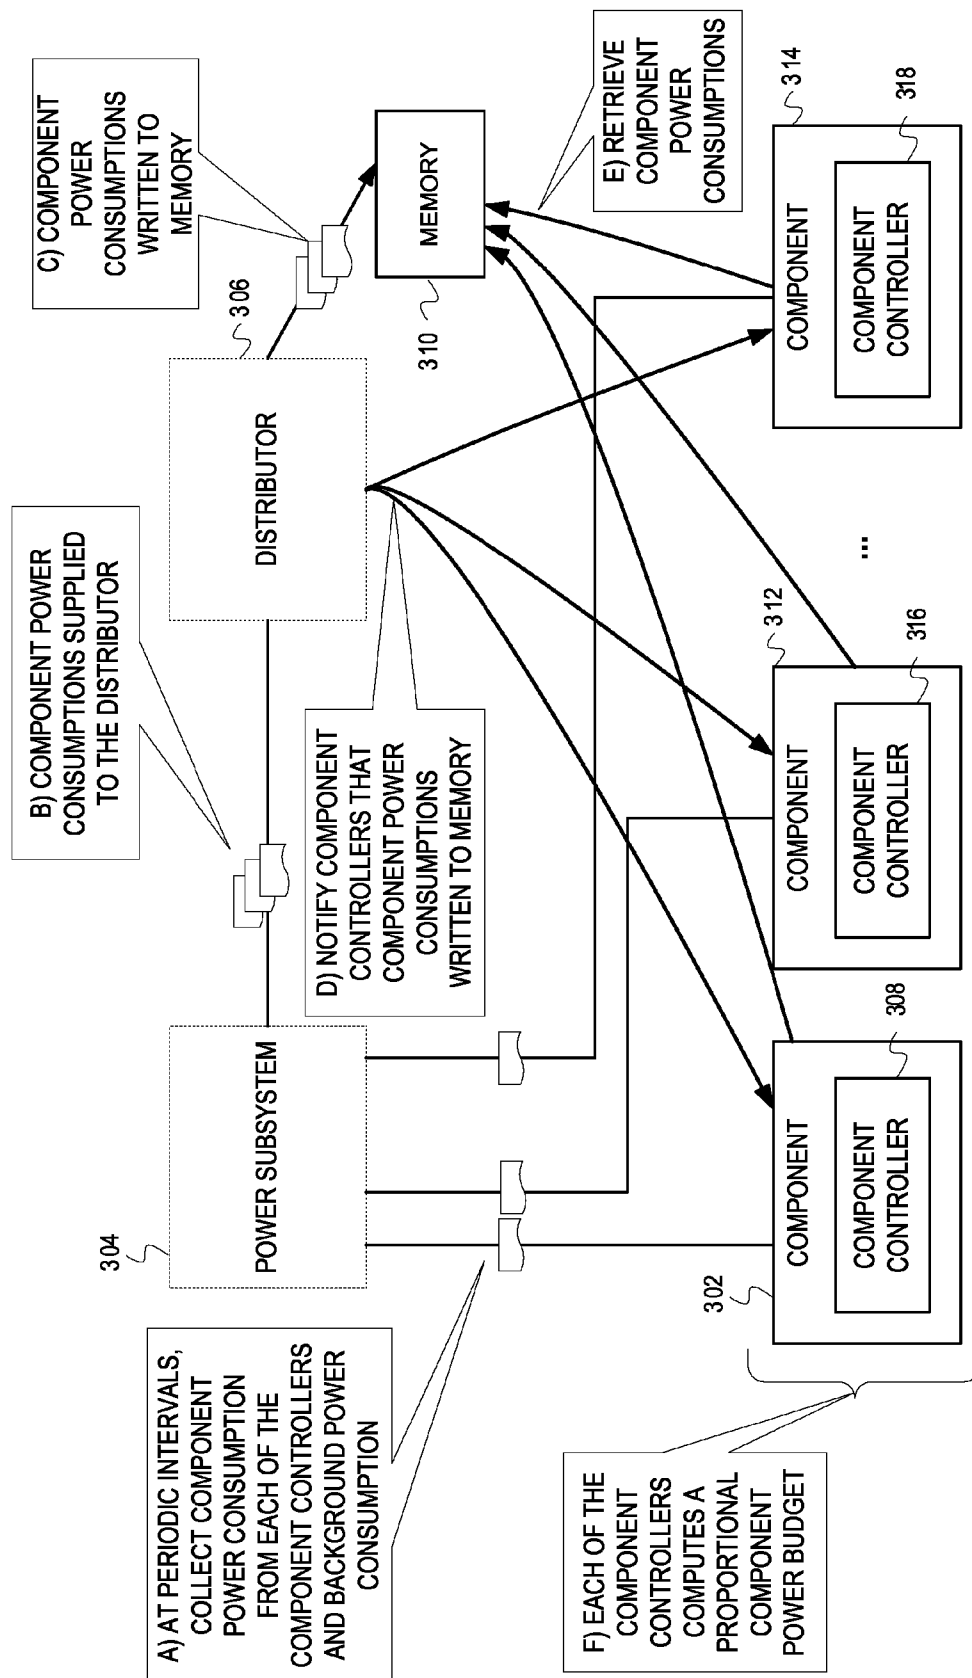 A) AT PERIODIC INTERVALS,
COLLECT COMPONENT
POWER CONSUMPTION
FROM EACH OF THE
COMPONENT CONTROLLERS
AND BACKGROUND POWER
CONSUMPTION
B) COMPONENT POWER
CONSUMPTIONS SUPPLIED
TO THE DISTRIBUTOR
C) COMPONENT
POWER
CONSUMPTIONS
WRITTEN TO
MEMORY
304
POWER SUBSYSTEM
306
DISTRIBUTOR
310
MEMORY
D) NOTIFY COMPONENT
CONTROLLERS THAT
COMPONENT POWER
CONSUMPTIONS
WRITTEN TO MEMORY
E) RETRIEVE
COMPONENT
POWER
CONSUMPTIONS
F) EACH OF THE
COMPONENT
CONTROLLERS
COMPUTES A
PROPORTIONAL
COMPONENT
POWER BUDGET
302
COMPONENT
308
COMPONENT
CONTROLLER
312
COMPONENT
316
COMPONENT
CONTROLLER
...
314
COMPONENT
318
COMPONENT
CONTROLLER